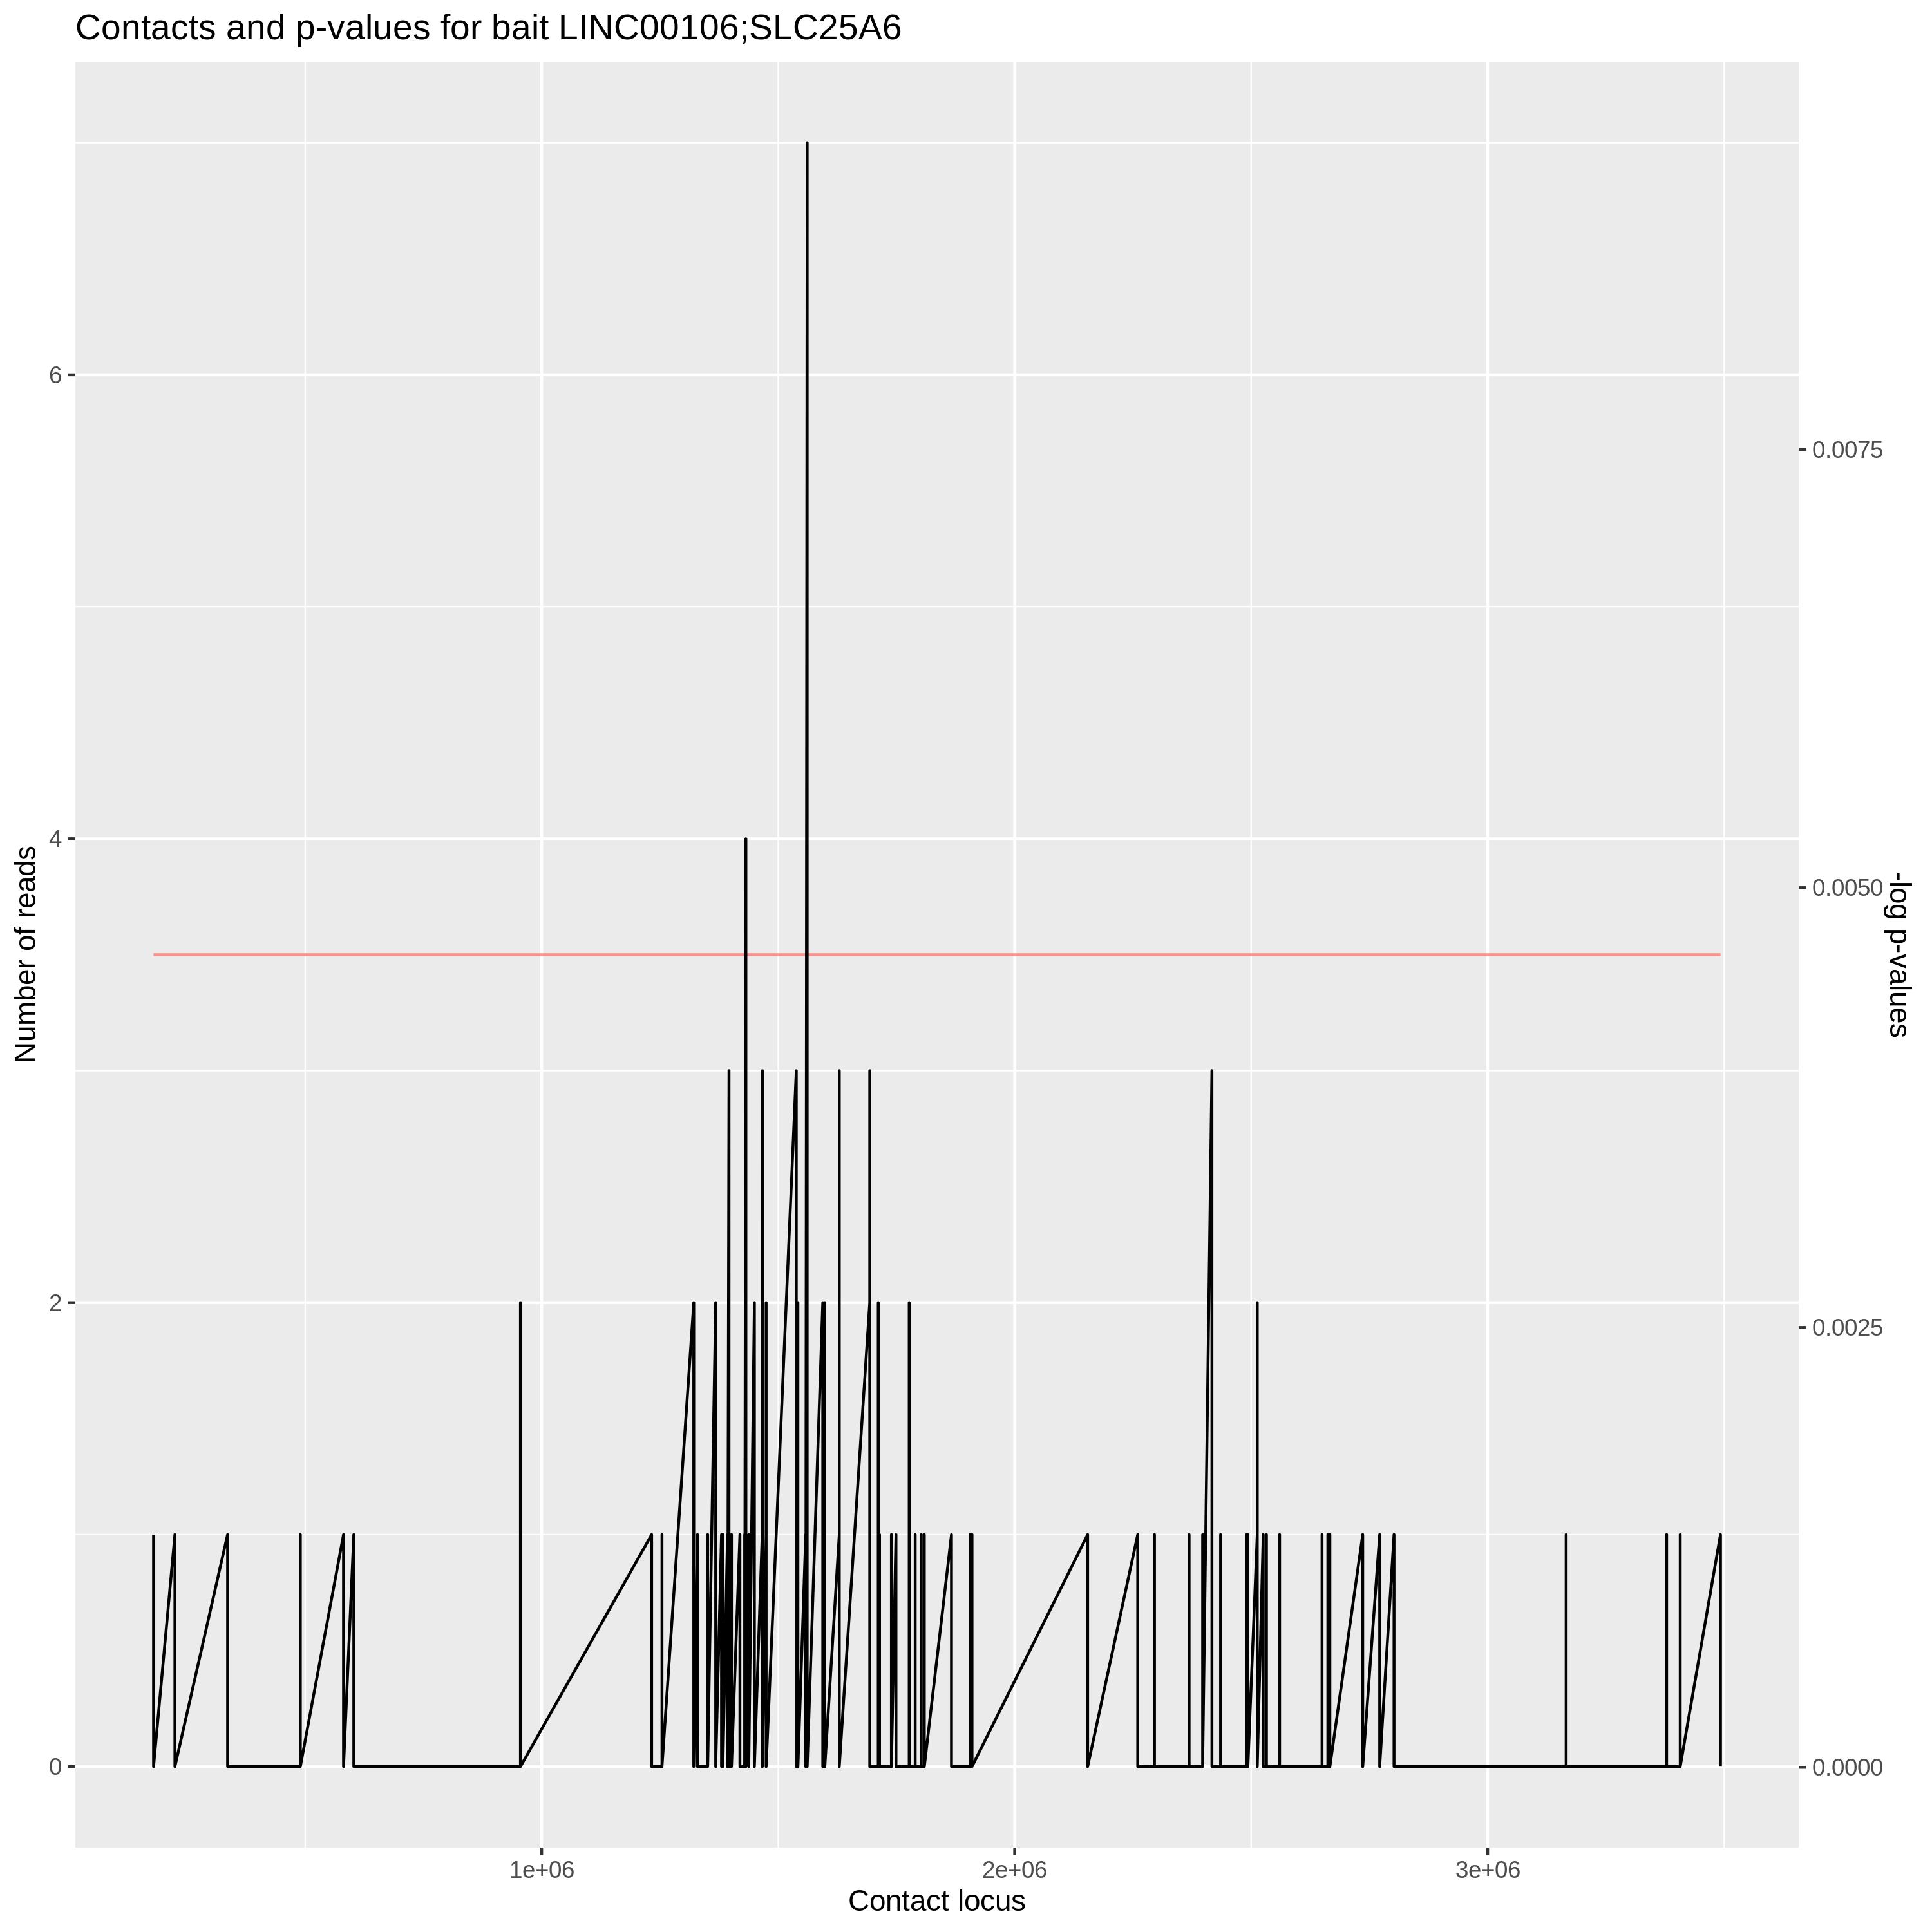 Contacts and p-values for bait LINC00106;SLC25A6
Number of reads
6
4
2
0
0.0075
0.0050
0.0025
0.0000
-log p-values
1e+06
2e+06
3e+06
Contact locus